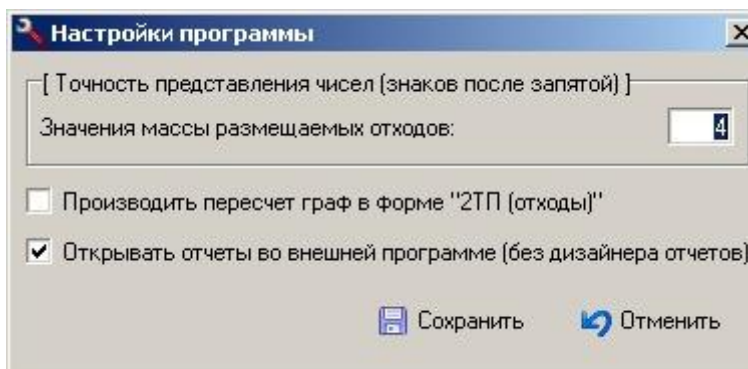 Настройки программы
[ Точность представления чисел (знаков после запятой) ]
Значения массы размещаемых отходов: 4
Производить пересчет граф в форме "2ТП (отходы)"
Открывать отчеты во внешней программе (без дизайнера отчетов)
Сохранить Отменить